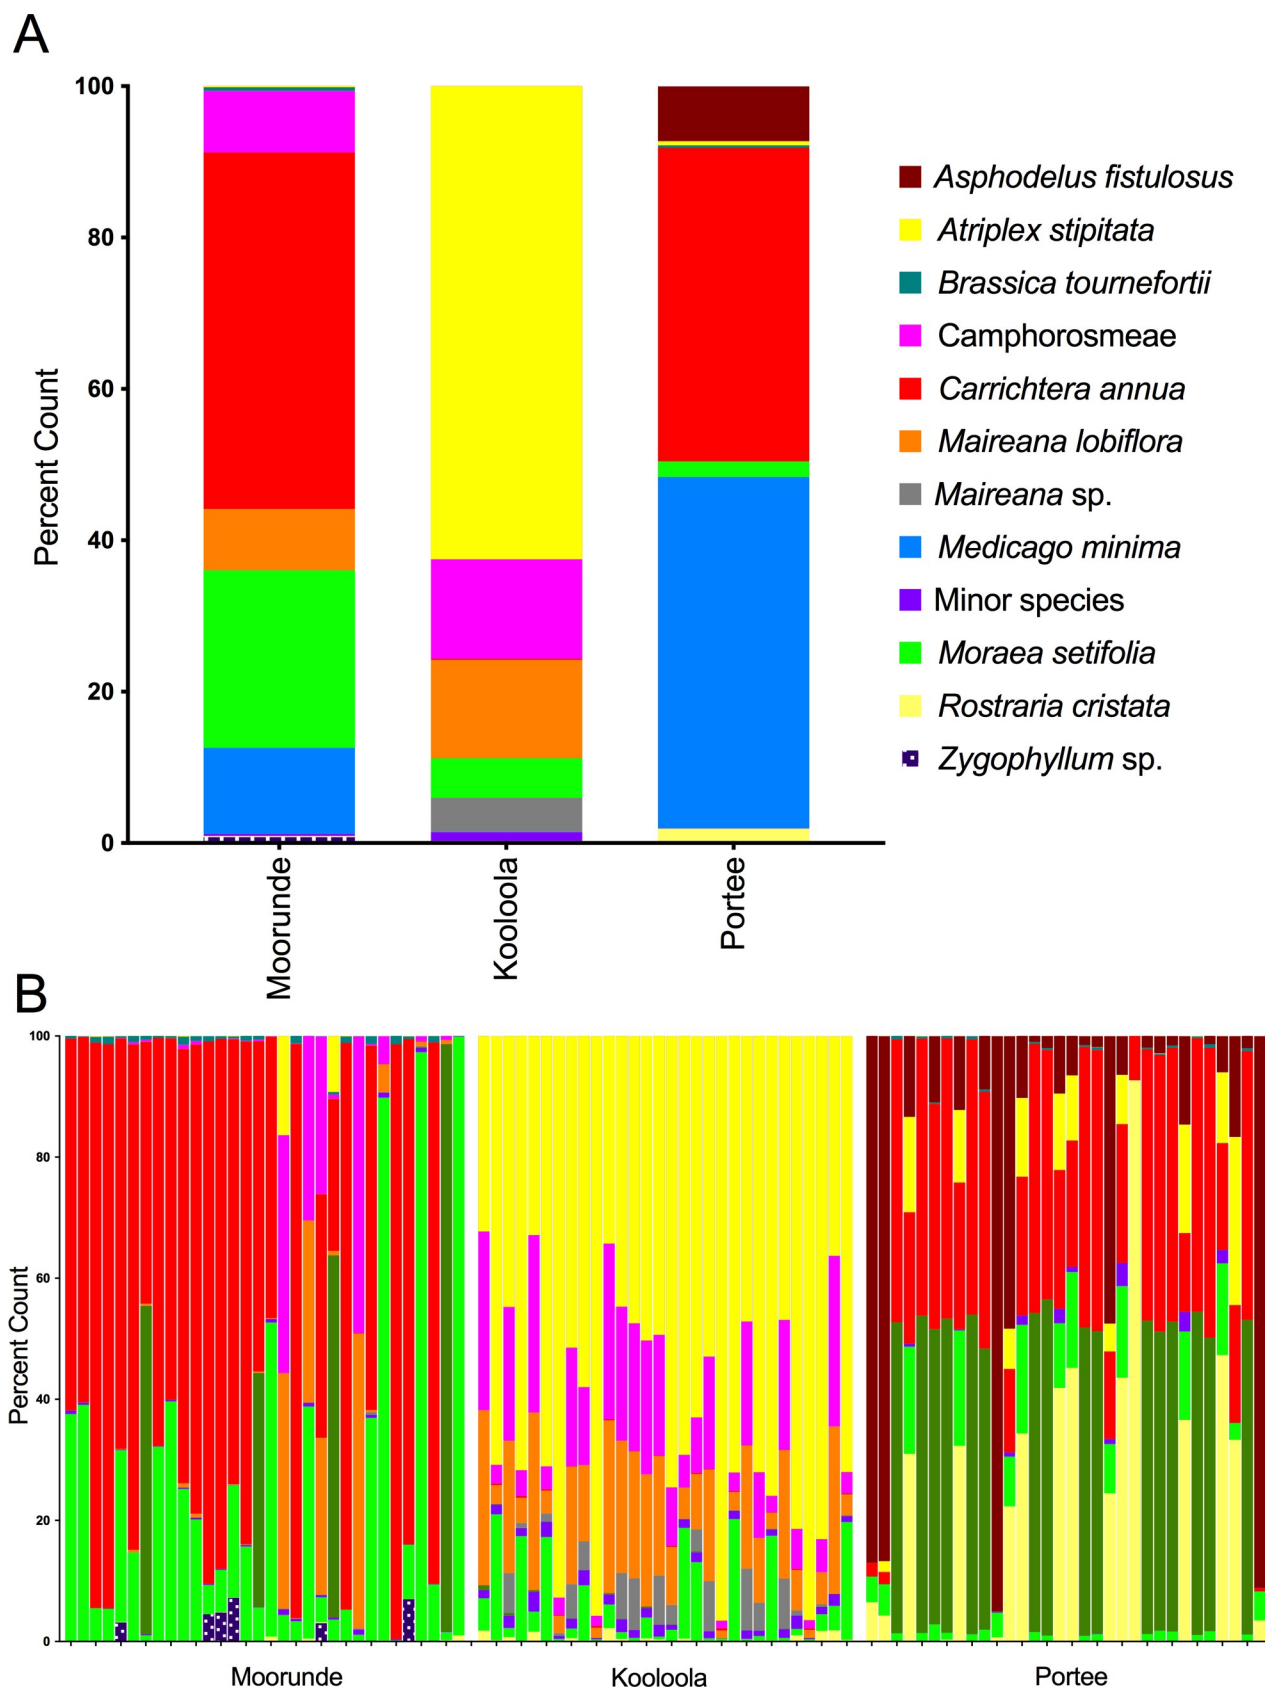 A
100
80
60
40
20
0
Percent Count
Moorunde
Kooloola
Portee
Asphodelus fistulosus
Atriplex stipitata
Brassica tournefortii
Camphorosmeae
Carrichtera annua
Maireana lobiflora
Maireana sp.
Medicago minima
Minor species
Moraea setifolia
Rostraria cristata
Zygophyllum sp.
B
100
80
60
40
20
0
Percent Count
Moorunde
Kooloola
Portee